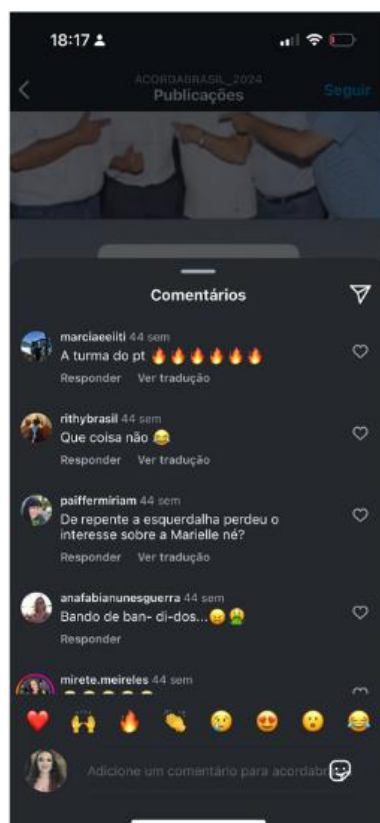 18:17
ACORDABRASIL_2024
Publicações
Seguir
Comentários
marciaeeliti 44 sem
A turma do pt 🔥🔥🔥🔥🔥🔥
Responder Ver tradução
rithybrasil 44 sem
Que coisa não 😂
Responder Ver tradução
paiffermiriam 44 sem
De repente a esquerdalha perdeu o
interesse sobre a Marielle né?
Responder Ver tradução
anafabianunesguerra 44 sem
Bando de ban- di-dos...😠🤮
Responder
mirete.meireles 44 sem
Adicione um comentário para acordabr